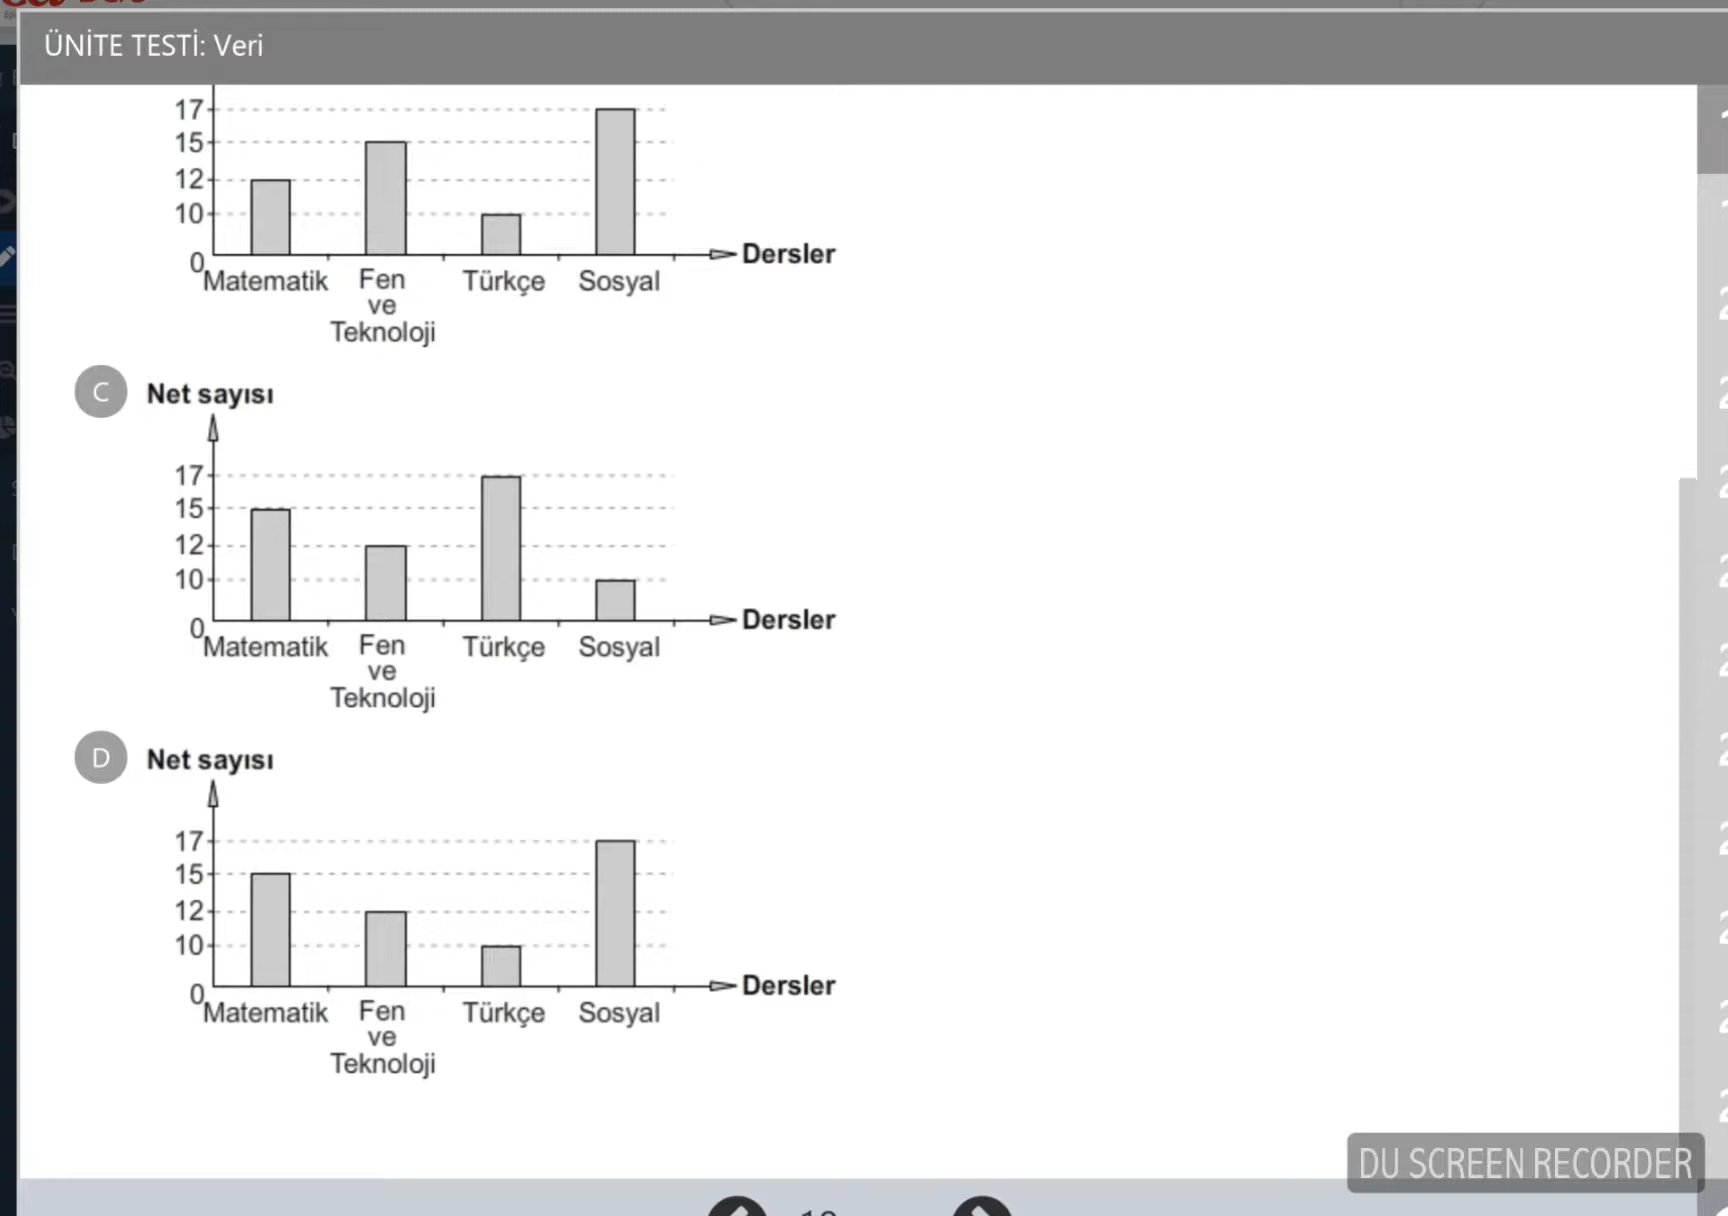 ÜNİTE TESTİ: Veri
17
15
12
10
0
Dersler
Matematik Fen ve Teknoloji Türkçe Sosyal
C Net sayısı
17
15
12
10
0
Dersler
Matematik Fen ve Teknoloji Türkçe Sosyal
D Net sayısı
17
15
12
10
0
Dersler
Matematik Fen ve Teknoloji Türkçe Sosyal
DU SCREEN RECORDER